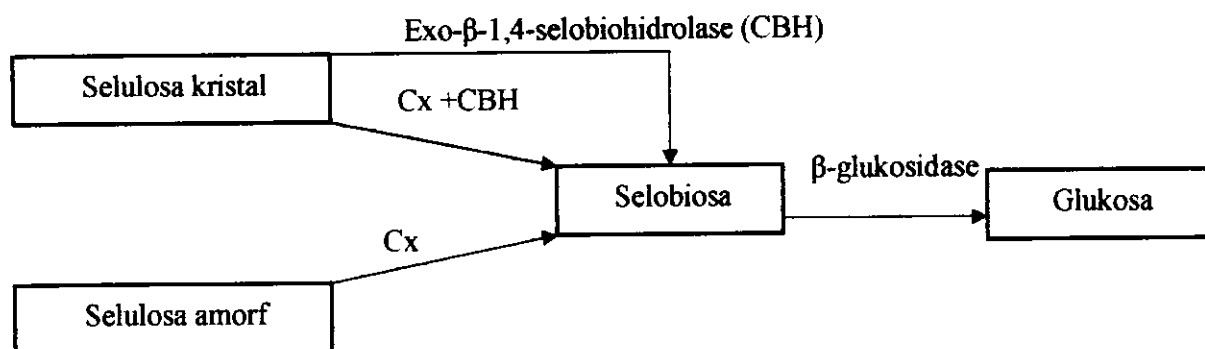 Exo-β-1,4-selobiohidrolase (CBH)
Selulosa kristal
Cx +CBH
β-glukosidase
Selobiosa
Glukosa
Cx
Selulosa amorf